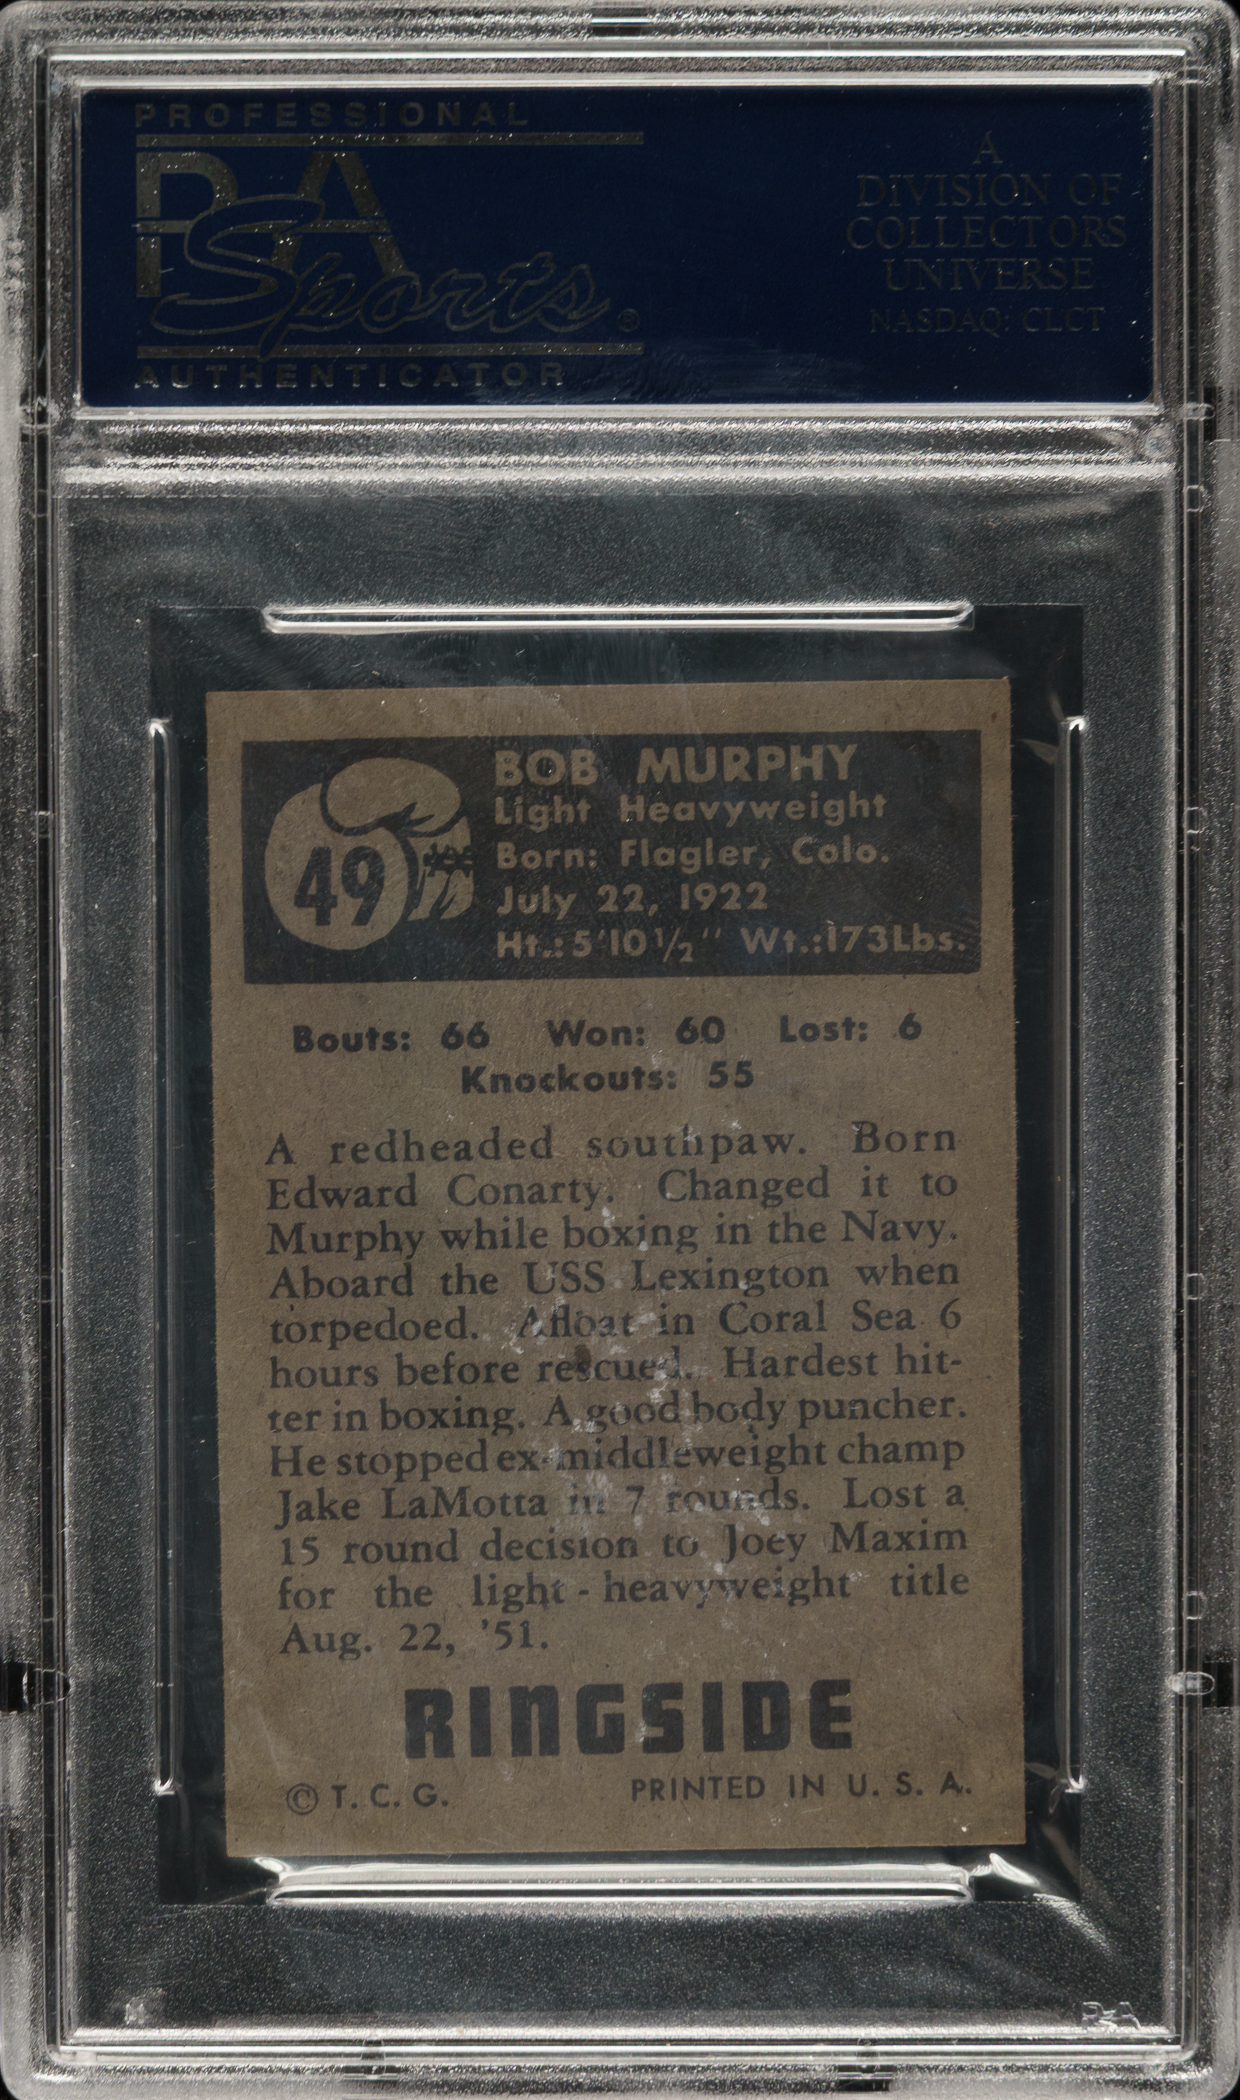 PROFESSIONAL
PSA
Sports®
AUTHENTICATOR
A
DIVISION OF
COLLECTORS
UNIVERSE
NASDAQ: CLCT
49
BOB MURPHY
Light Heavyweight
Born: Flagler, Colo.
July 22, 1922
Ht.: 5'10 1/2" Wt.: 173Lbs.
Bouts: 66 Won: 60 Lost: 6
Knockouts: 55
A redheaded southpaw. Born
Edward Conarty. Changed it to
Murphy while boxing in the Navy.
Aboard the USS Lexington when
torpedoed. Afloat in Coral Sea 6
hours before rescued. Hardest hit-
ter in boxing. A good body puncher.
He stopped ex-middleweight champ
Jake LaMotta in 7 rounds. Lost a
15 round decision to Joey Maxim
for the light-heavyweight title
Aug. 22, '51.
RINGSIDE
© T. C. G. PRINTED IN U. S. A.
PSA